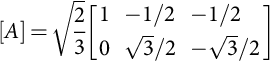 [A] = √(2/3) [1 −1/2 −1/2
0 √3/2 −√3/2]